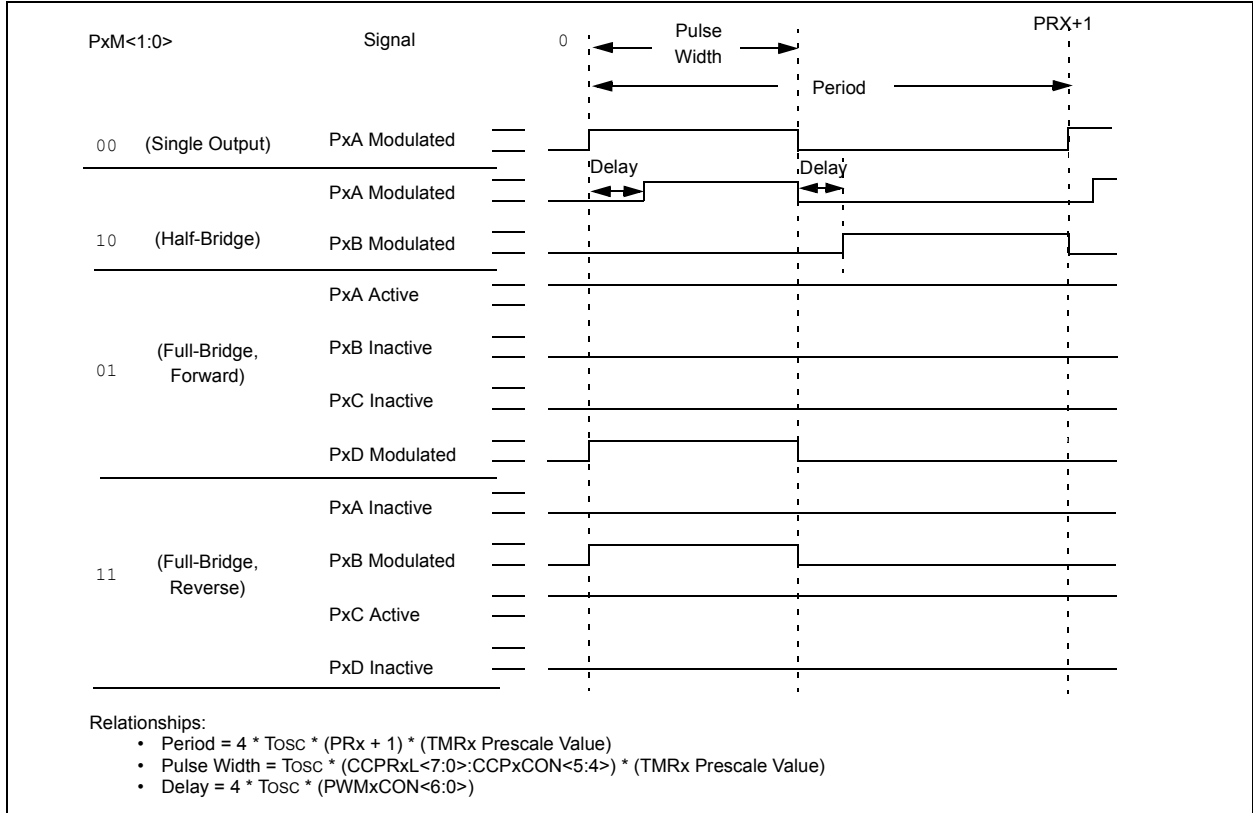 PxM<1:0>
Signal
0
Pulse
Width
PRX+1
Period
00
(Single Output)
PxA Modulated
Delay
Delay
PxA Modulated
10
(Half-Bridge)
PxB Modulated
PxA Active
01
(Full-Bridge,
Forward)
PxB Inactive
PxC Inactive
PxD Modulated
PxA Inactive
11
(Full-Bridge,
Reverse)
PxB Modulated
PxC Active
PxD Inactive
Relationships:
• Period = 4 * TOSC * (PRx + 1) * (TMRx Prescale Value)
• Pulse Width = TOSC * (CCPRxL<7:0>:CCPxCON<5:4>) * (TMRx Prescale Value)
• Delay = 4 * TOSC * (PWMxCON<6:0>)